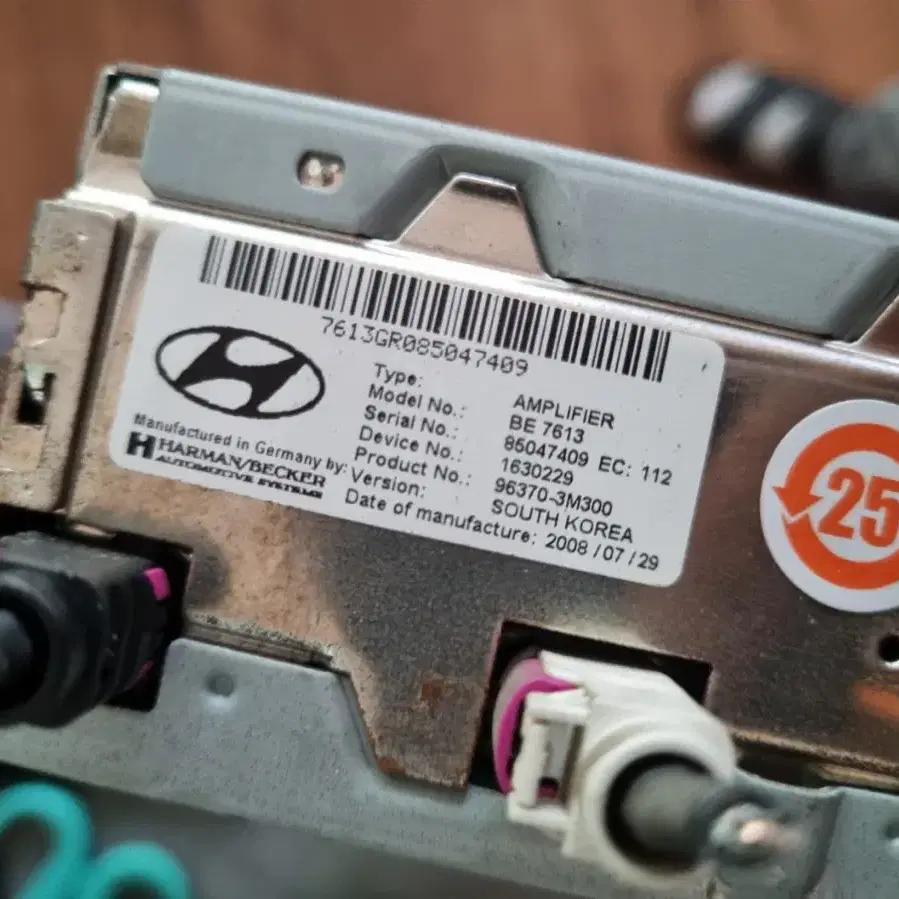 7613GR085047409
Type: AMPLIFIER
Model No.: BE 7613
Serial No.: 85047409 EC: 112
Device No.: 1630229
Product No.: 96370-3M300
Version: SOUTH KOREA
Date of manufacture: 2008/07/29
Manufactured in Germany by:
HARMAN/BECKER
AUTOMOTIVE SYSTEMS
25